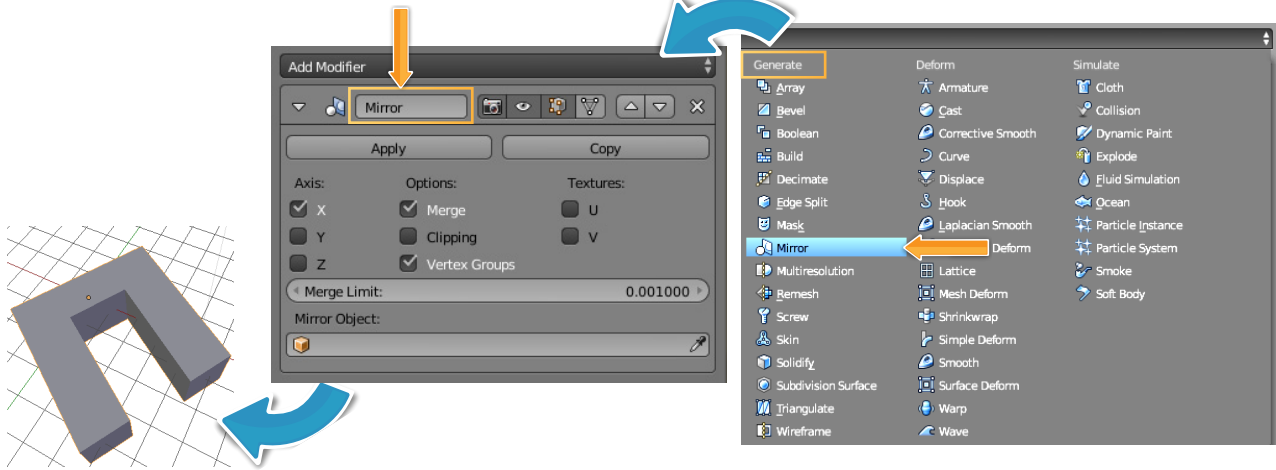 Add Modifier
Mirror
Apply Copy
Axis: Options: Textures:
X Merge U
Y Clipping V
Z Vertex Groups
Merge Limit: 0.001000
Mirror Object:
Generate Deform Simulate
Array Armature Cloth
Bevel Cast Collision
Boolean Corrective Smooth Dynamic Paint
Build Curve Explode
Decimate Displace Fluid Simulation
Edge Split Hook Ocean
Mask Laplacian Smooth Particle Instance
Mirror Deform Particle System
Multiresolution Lattice Smoke
Remesh Mesh Deform Soft Body
Screw Shrinkwrap
Skin Simple Deform
Solidify Smooth
Subdivision Surface Surface Deform
Triangulate Warp
Wireframe Wave